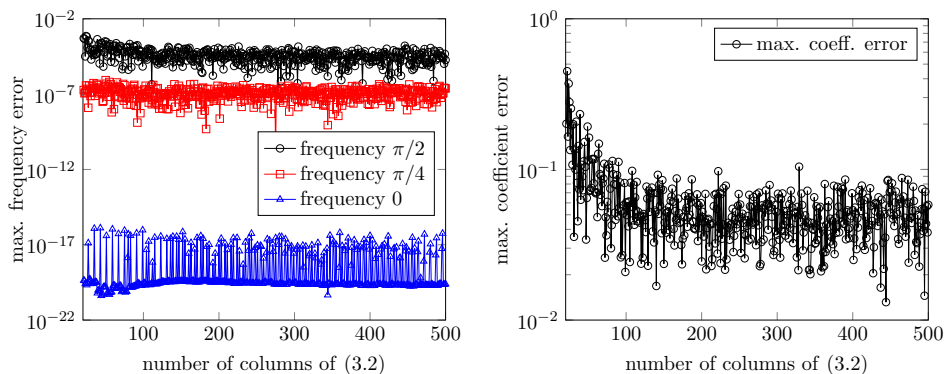 10^−2
10^−7
10^−12
10^−17
10^−22
100
200
300
400
500
max. frequency error
number of columns of (3.2)
frequency π/2
frequency π/4
frequency 0
10^0
10^−1
10^−2
100
200
300
400
500
max. coefficient error
number of columns of (3.2)
max. coeff. error